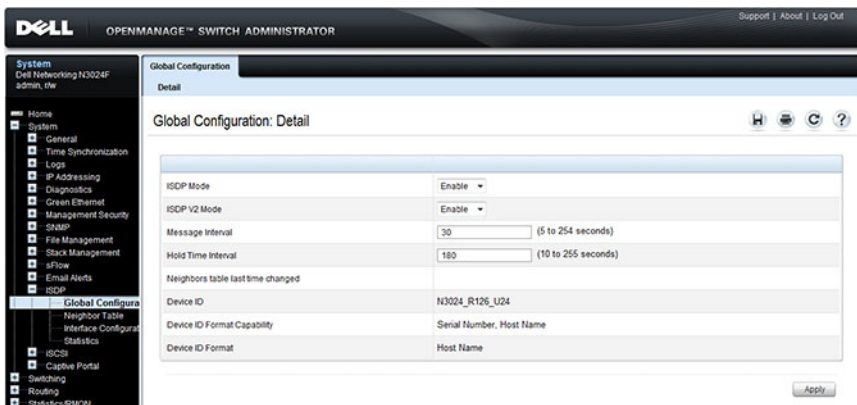 Support | About | Log Out
DELL
OPENMANAGE™ SWITCH ADMINISTRATOR
System
Dell Networking N3024F
admin, r/w
Home
System
General
Time Synchronization
Logs
IP Addressing
Diagnostics
Green Ethernet
Management Security
SNMP
File Management
Stack Management
sFlow
Email Alerts
ISDP
Global Configura
Neighbor Table
Interface Configurat
Statistics
iSCSI
Captive Portal
Switching
Routing
Statistics/RMON
Global Configuration
Detail
Global Configuration: Detail
ISDP Mode Enable
ISDP V2 Mode Enable
Message Interval 30 (5 to 254 seconds)
Hold Time Interval 180 (10 to 255 seconds)
Neighbors table last time changed
Device ID N3024_R126_U24
Device ID Format Capability Serial Number, Host Name
Device ID Format Host Name
Apply